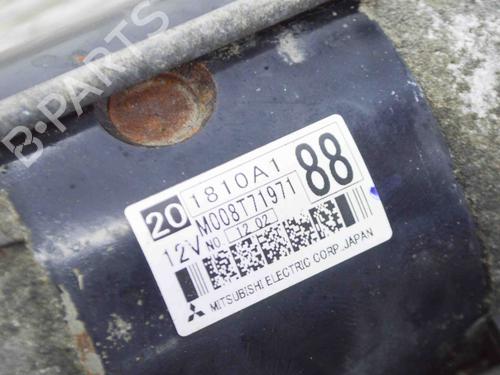 B-PARTS
20 1810A1
M008T71971 88
12V NO 12 02
MITSUBISHI ELECTRIC CORP. JAPAN